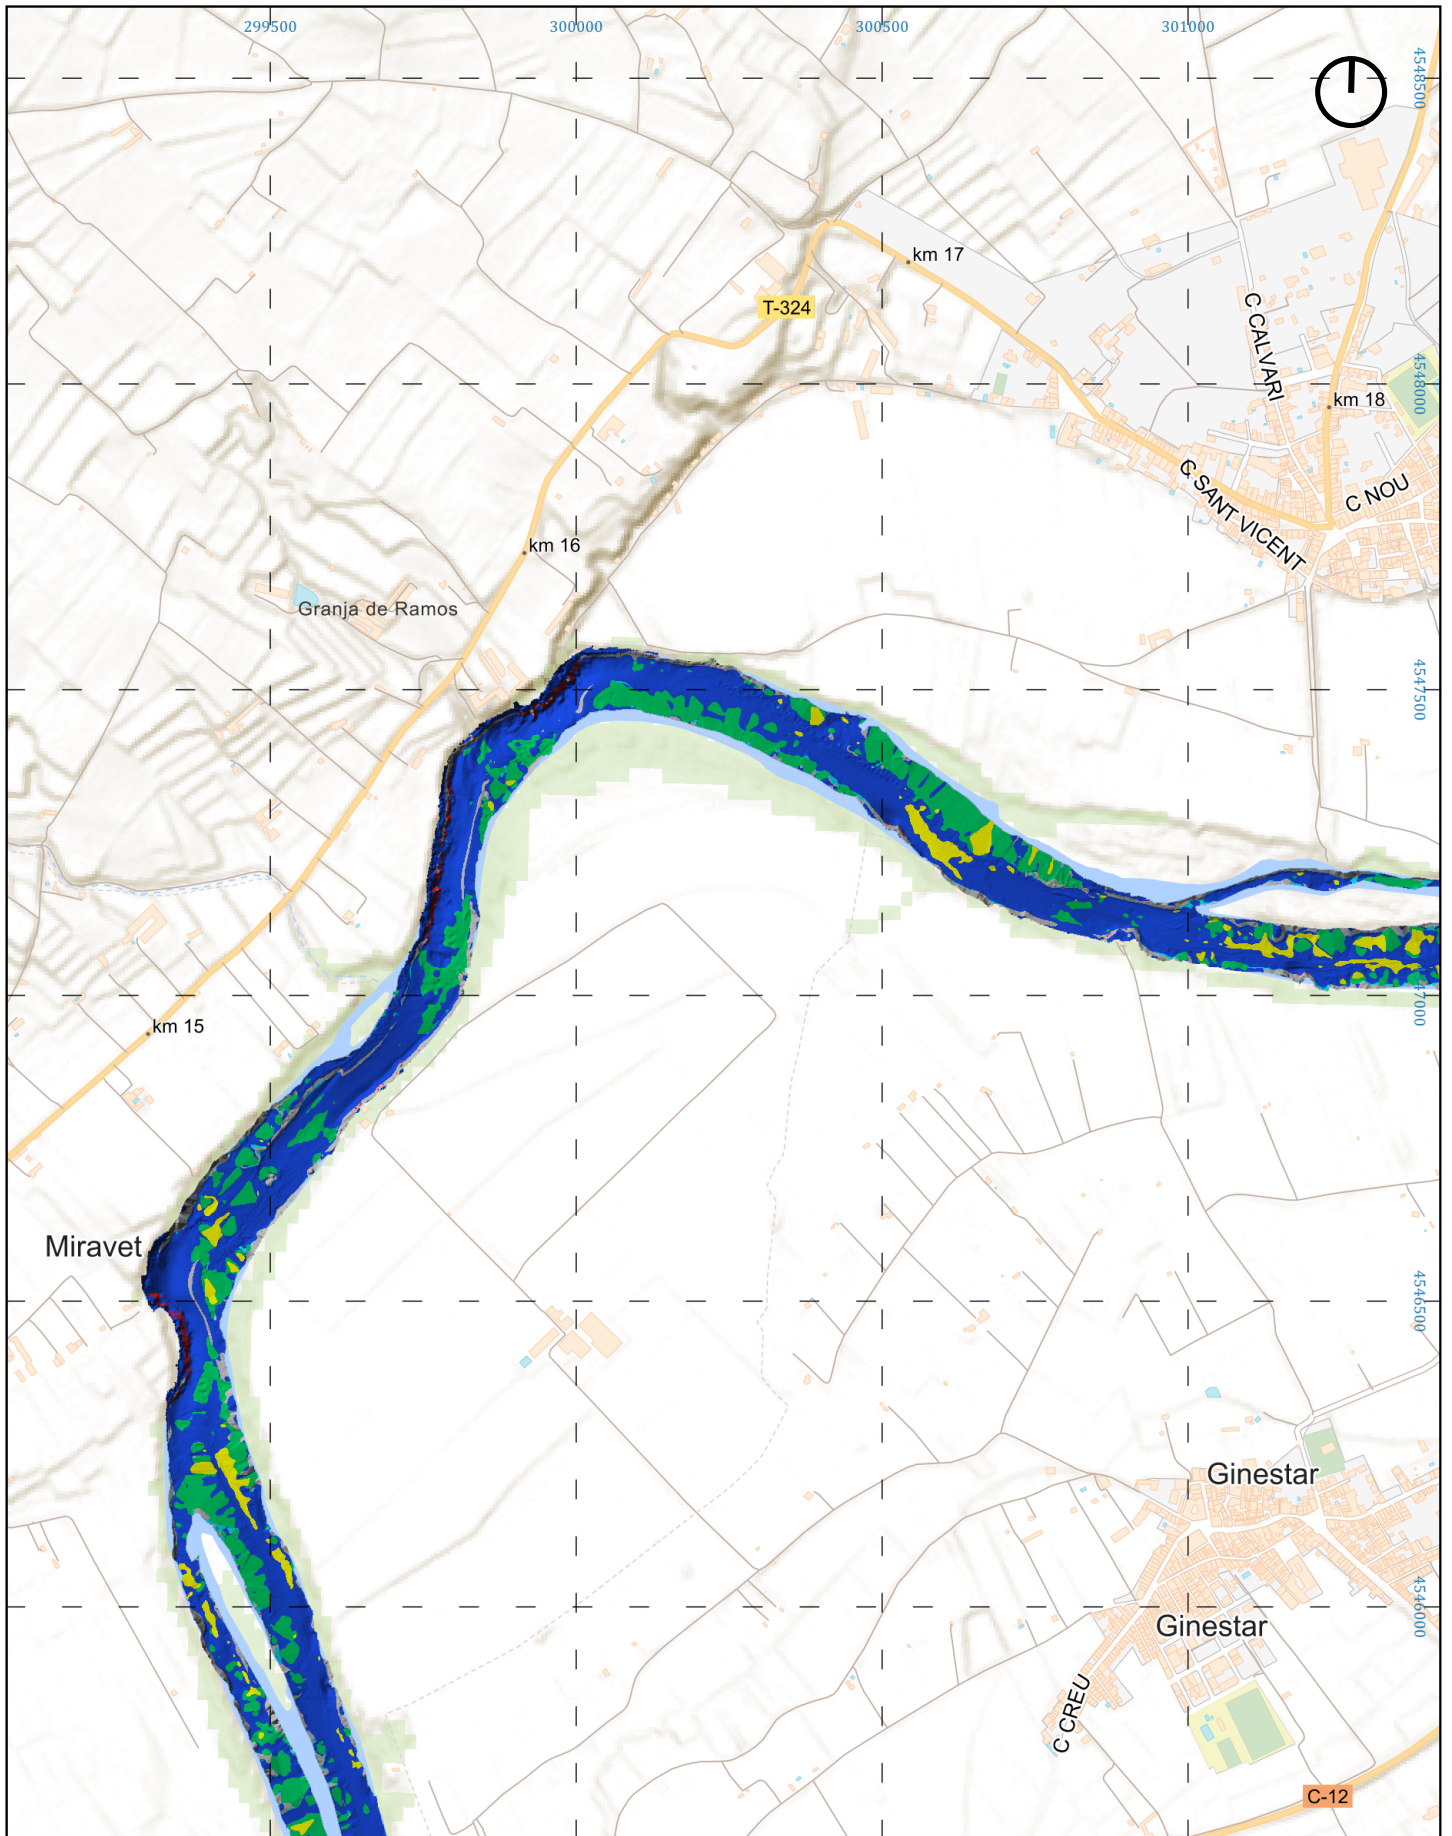 299500
300000
300500
301000
4548500
km 17
C CALVARI
T-324
4548000
km 18
C SANT VICENT
C NOU
km 16
Granja de Ramos
4547500
47000
km 15
Miravet
4546500
Ginestar
4546000
Ginestar
C CREU
C-12